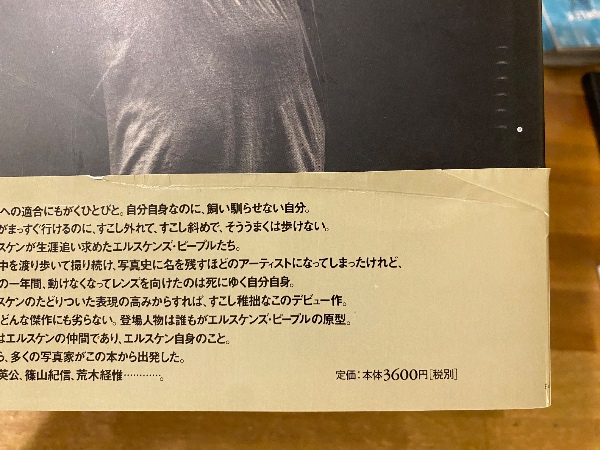 への適合にもがくひとびと。自分自身なのに、飼い馴らせない自分。
がまっすぐ行けるのに、すこし外れて、すこし斜めで、そううまくは歩けない。
スケンが生涯追い求めたエルスケンズ・ピープルたち。
中を渡り歩いて撮り続け、写真史に名を残すほどのアーティストになってしまったけれど、
の一年間、動けなくなってレンズを向けたのは死にゆく自分自身。
スケンのたどりついた表現の高みからすれば、すこし稚拙なこのデビュー作。
どんな傑作にも劣らない。登場人物は誰もがエルスケンズ・ピープルの原型。
はエルスケンの仲間であり、エルスケン自身のこと。
ら、多くの写真家がこの本から出発した。
英公、篠山紀信、荒木経惟…………。
定価:本体3600円[税別]